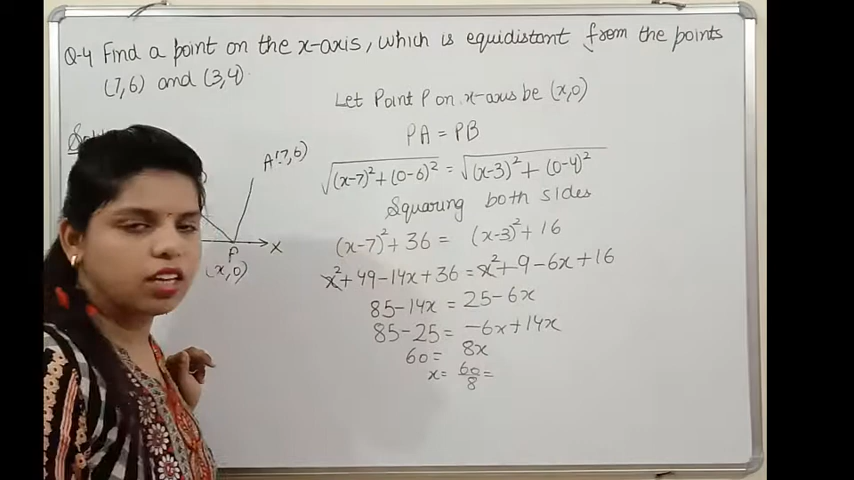 Q-4 Find a point on the x-axis, which is equidistant from the points
(7,6) and (3,4)
Let Point P on x-axis be (x,0)
PA = PB
√(x-7)²+(0-6)² = √(x-3)²+(0-4)²
Squaring both sides
(x-7)²+36 = (x-3)²+16
x²+49-14x+36 = x²+9-6x+16
85-14x = 25-6x
85-25 = -6x+14x
60 = 8x
x = 60/8 =
A(7,6)
X
P
(x,0)